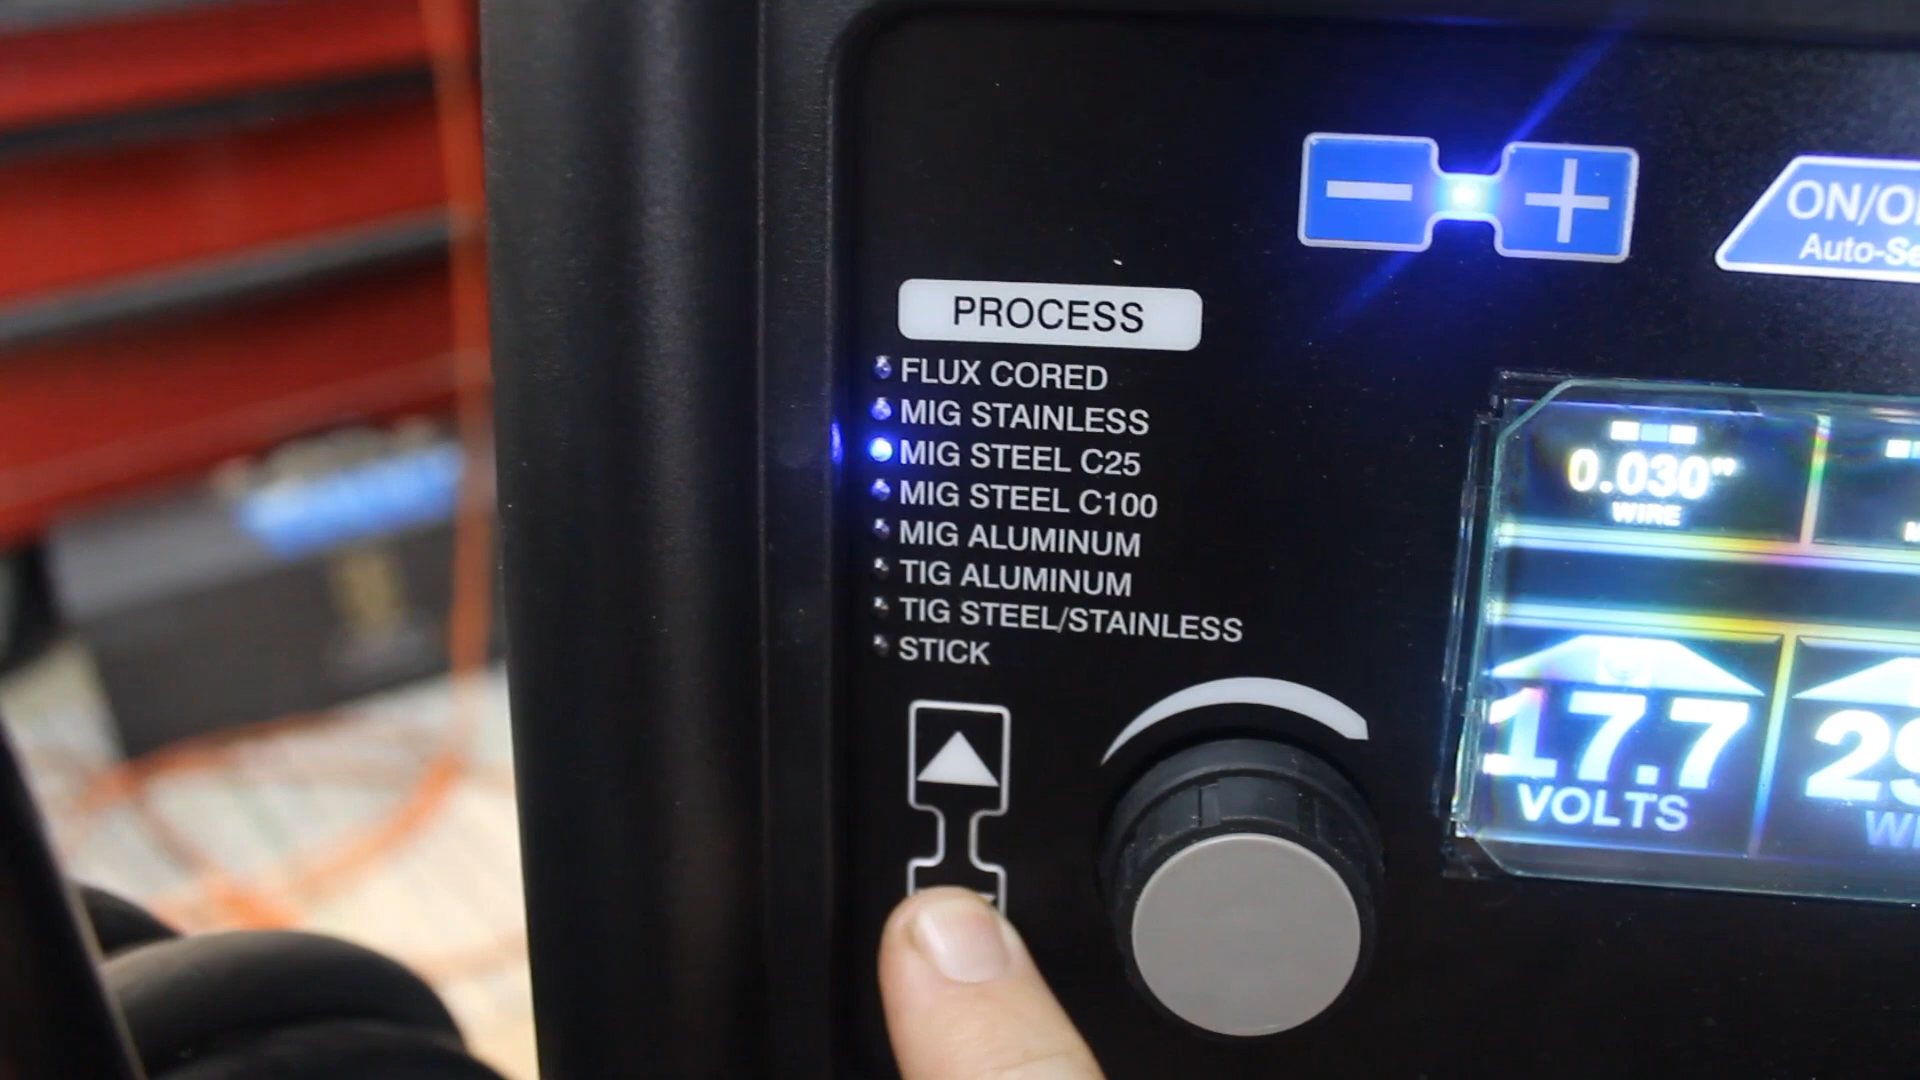 ON/O
Auto-Se
PROCESS
FLUX CORED
MIG STAINLESS
MIG STEEL C25
MIG STEEL C100
MIG ALUMINUM
TIG ALUMINUM
TIG STEEL/STAINLESS
STICK
0.030"
WIRE
17.7
VOLTS
29